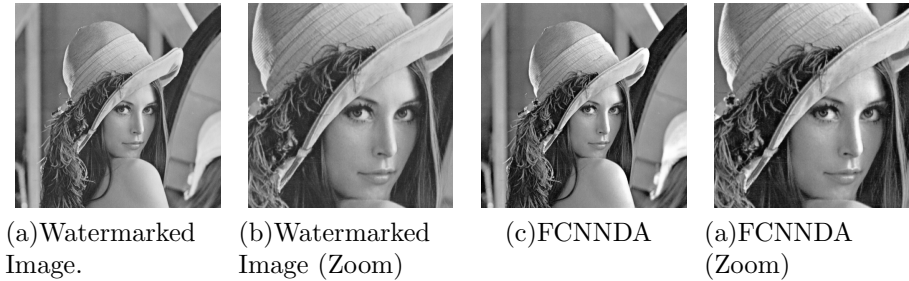 (a)Watermarked
Image.
(b)Watermarked
Image (Zoom)
(c)FCNNDA
(a)FCNNDA
(Zoom)